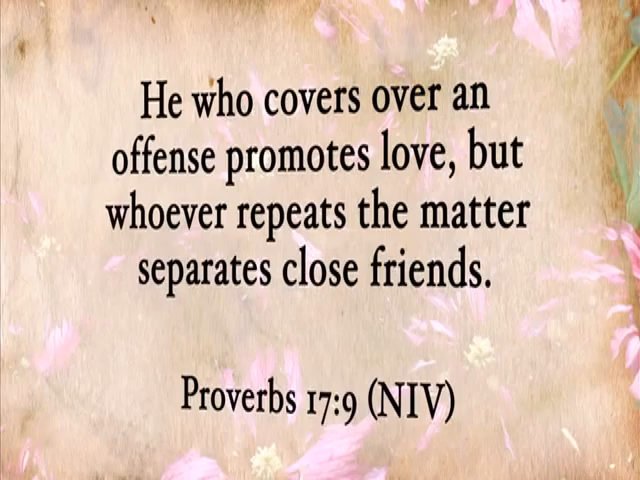 He who covers over an
offense promotes love, but
whoever repeats the matter
separates close friends.
Proverbs 17:9 (NIV)